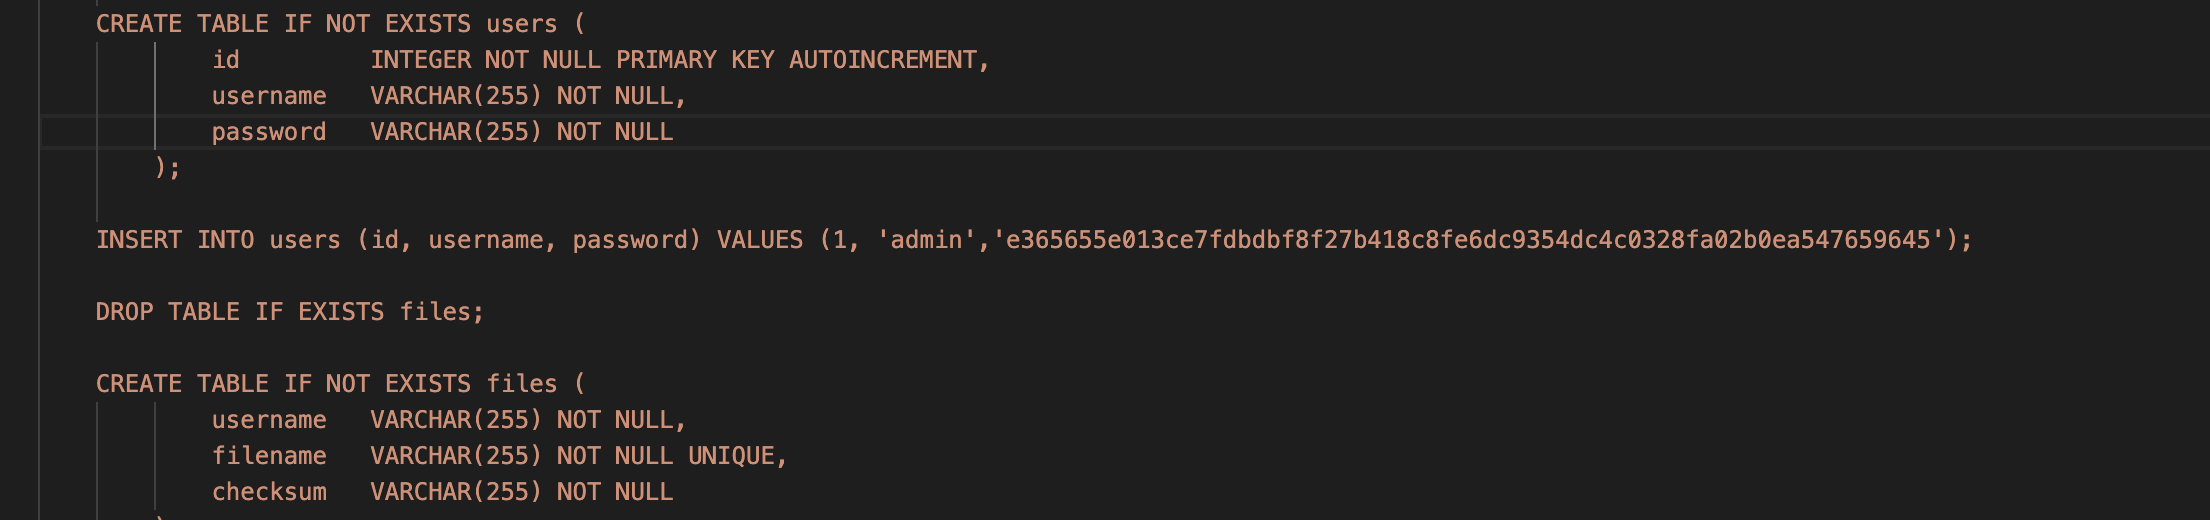 CREATE TABLE IF NOT EXISTS users (
id INTEGER NOT NULL PRIMARY KEY AUTOINCREMENT,
username VARCHAR(255) NOT NULL,
password VARCHAR(255) NOT NULL
);
INSERT INTO users (id, username, password) VALUES (1, 'admin','e365655e013ce7fdbdbf8f27b418c8fe6dc9354dc4c0328fa02b0ea547659645');
DROP TABLE IF EXISTS files;
CREATE TABLE IF NOT EXISTS files (
username VARCHAR(255) NOT NULL,
filename VARCHAR(255) NOT NULL UNIQUE,
checksum VARCHAR(255) NOT NULL